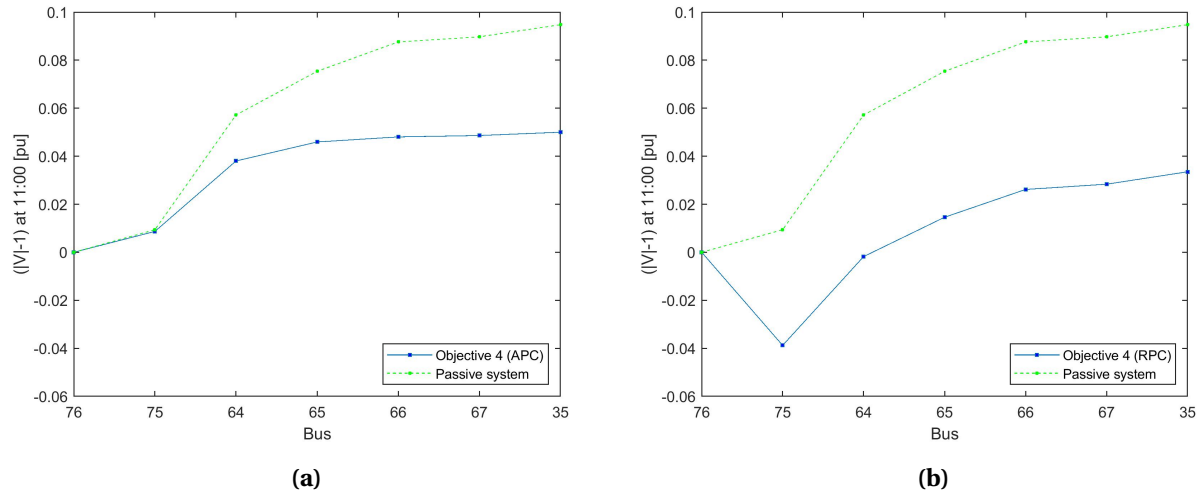 0.1
0.08
0.06
0.04
0.02
0
-0.02
-0.04
-0.06
(|V|-1) at 11:00 [pu]
Objective 4 (APC)
Passive system
76 75 64 65 66 67 35
Bus
(a)
0.1
0.08
0.06
0.04
0.02
0
-0.02
-0.04
-0.06
(|V|-1) at 11:00 [pu]
Objective 4 (RPC)
Passive system
76 75 64 65 66 67 35
Bus
(b)